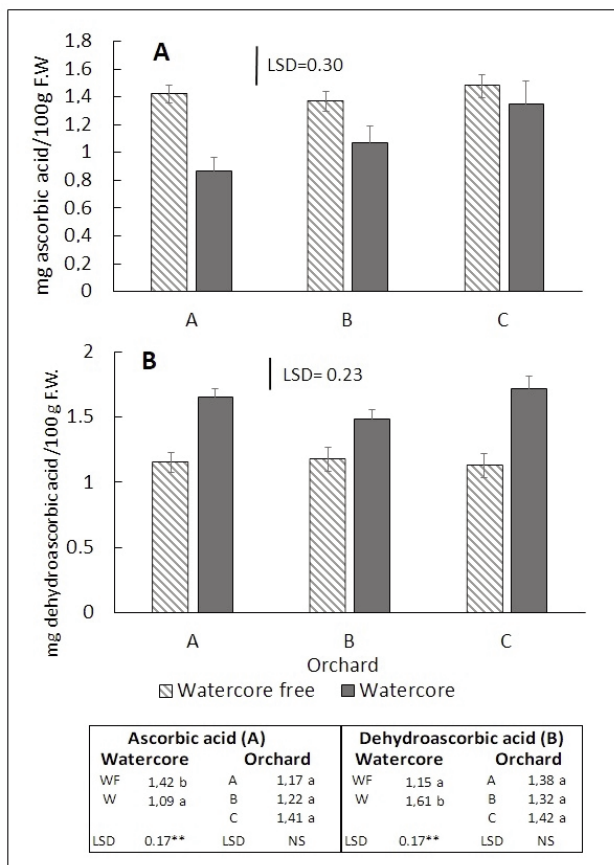 A
LSD=0.30
mg ascorbic acid/100g F.W
1.8
1.6
1.4
1.2
1
0.8
0.6
0.4
0.2
0
A B C
B
LSD= 0.23
mg dehydroascorbic acid /100g F.W.
2
1.5
1
0.5
0
A B C
Orchard
Watercore free Watercore
Ascorbic acid (A) Dehydroascorbic acid (B)
Watercore Orchard Watercore Orchard
WF 1,42 b A 1,17 a WF 1,15 a A 1,38 a
W 1,09 a B 1,22 a W 1,61 b B 1,32 a
C 1,41 a C 1,42 a
LSD 0.17** LSD NS LSD 0.17** LSD NS